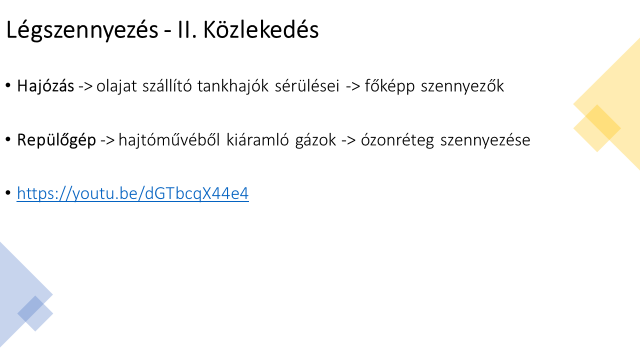 Légszennyezés - II. Közlekedés
• Hajózás -> olajat szállító tankhajók sérülései -> főképp szennyezők
• Repülőgép -> hajtóművéből kiáramló gázok -> ózonréteg szennyezése
• https://youtu.be/dGTbcqX44e4